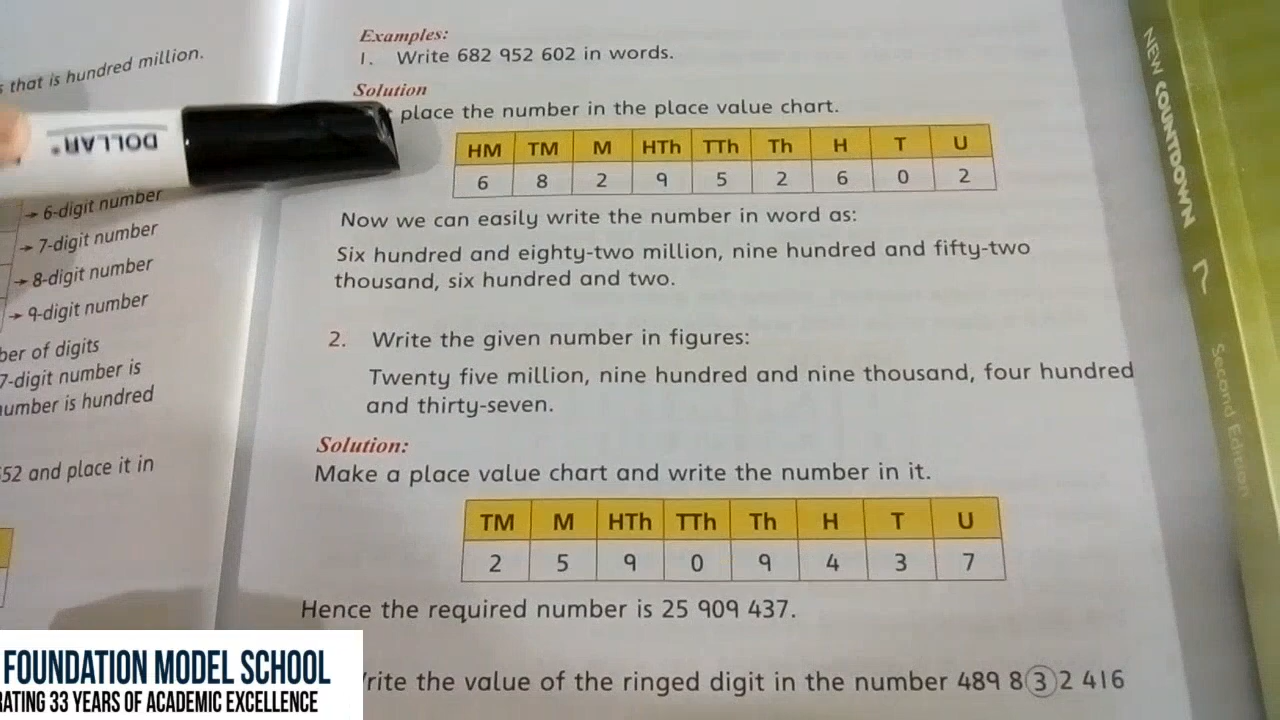 that is hundred million.
DOLLAR
→ 6-digit number
→ 7-digit number
→ 8-digit number
→ 9-digit number
of digits
7-digit number is
is hundred
52 and place it in
Examples:
1. Write 682 952 602 in words.
Solution
place the number in the place value chart.
HM TM M HTh TTh Th H T U
6 8 2 9 5 2 6 0 2
Now we can easily write the number in word as:
Six hundred and eighty-two million, nine hundred and fifty-two
thousand, six hundred and two.
2. Write the given number in figures:
Twenty five million, nine hundred and nine thousand, four hundred
and thirty-seven.
Solution:
Make a place value chart and write the number in it.
TM M HTh TTh Th H T U
2 5 9 0 9 4 3 7
Hence the required number is 25 909 437.
rite the value of the ringed digit in the number 489 832 416
NEW COUNTDOWN 7 Second Edition
FOUNDATION MODEL SCHOOL
RATING 33 YEARS OF ACADEMIC EXCELLENCE